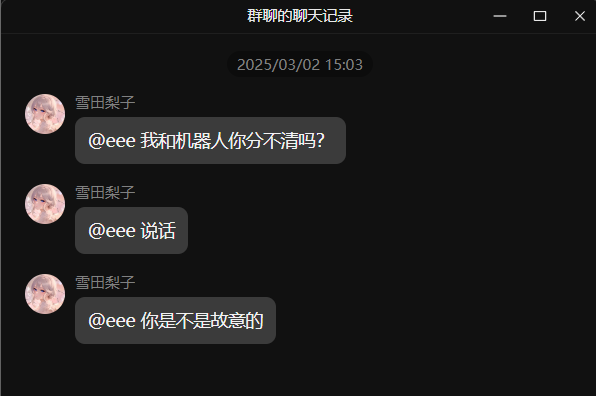 群聊的聊天记录
2025/03/02 15:03
雪田梨子
@eee 我和机器人你分不清吗?
雪田梨子
@eee 说话
雪田梨子
@eee 你是不是故意的